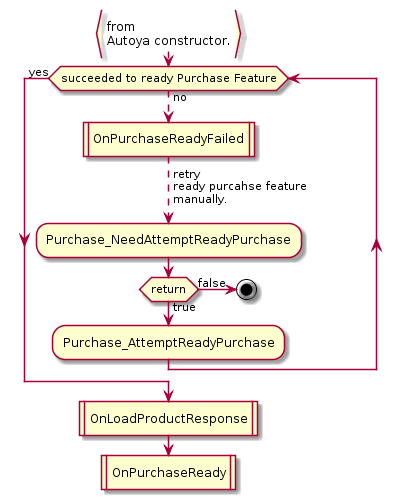 from
Autoya constructor.
yes
succeeded to ready Purchase Feature
no
OnPurchaseReadyFailed
retry
ready purcahse feature
manually.
Purchase_NeedAttemptReadyPurchase
return
false
true
Purchase_AttemptReadyPurchase
OnLoadProductResponse
OnPurchaseReady